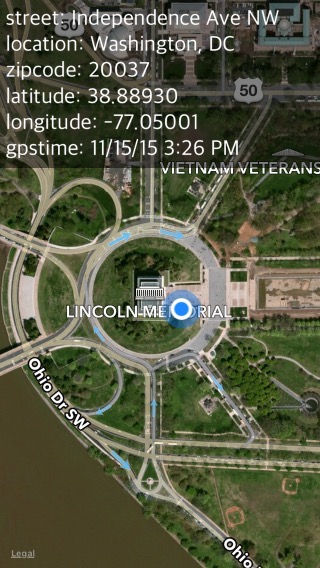 street: Independence Ave NW
location: Washington, DC
zipcode: 20037
latitude: 38.88930
longitude: -77.05001
gpstime: 11/15/15 3:26 PM
50
50
VIETNAM VETERANS
LINCOLN MEMORIAL
Ohio Dr SW
Ohio
Legal